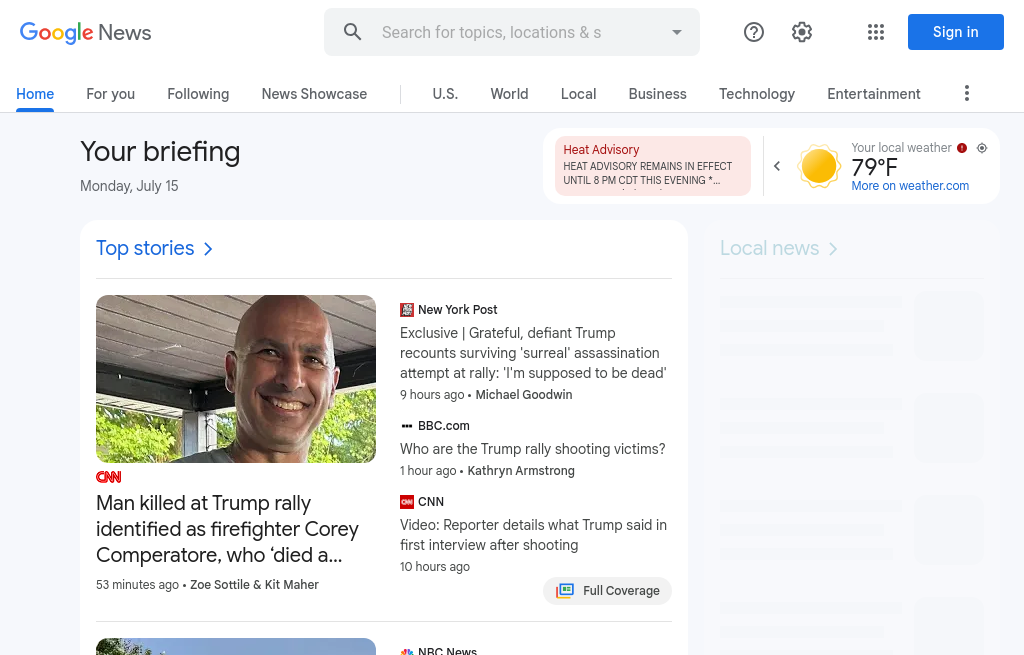 Google News
Search for topics, locations & s
Sign in
Home
For you
Following
News Showcase
U.S.
World
Local
Business
Technology
Entertainment
Your briefing
Monday, July 15
Heat Advisory
HEAT ADVISORY REMAINS IN EFFECT
UNTIL 8 PM CDT THIS EVENING *...
Your local weather
79°F
More on weather.com
Top stories
Local news
CNN
Man killed at Trump rally
identified as firefighter Corey
Comperatore, who ‘died a...
53 minutes ago • Zoe Sottile & Kit Maher
New York Post
Exclusive | Grateful, defiant Trump
recounts surviving 'surreal' assassination
attempt at rally: 'I'm supposed to be dead'
9 hours ago • Michael Goodwin
BBC.com
Who are the Trump rally shooting victims?
1 hour ago • Kathryn Armstrong
CNN
Video: Reporter details what Trump said in
first interview after shooting
10 hours ago
Full Coverage
NBC News